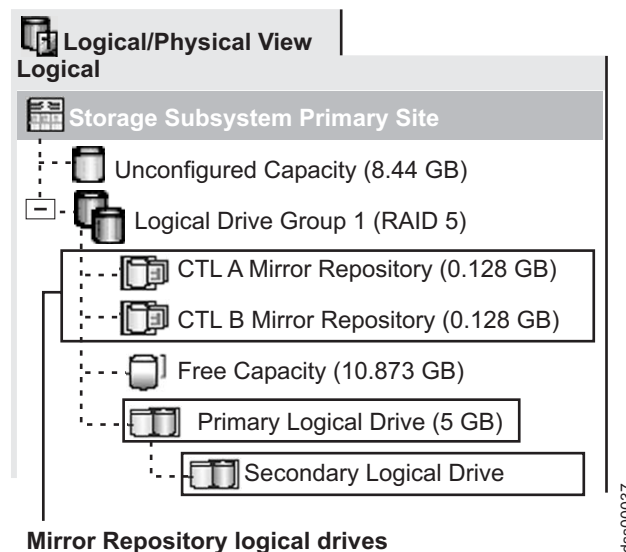 Logical/Physical View
Logical
Storage Subsystem Primary Site
Unconfigured Capacity (8.44 GB)
Logical Drive Group 1 (RAID 5)
CTL A Mirror Repository (0.128 GB)
CTL B Mirror Repository (0.128 GB)
Free Capacity (10.873 GB)
Primary Logical Drive (5 GB)
Secondary Logical Drive
Mirror Repository logical drives